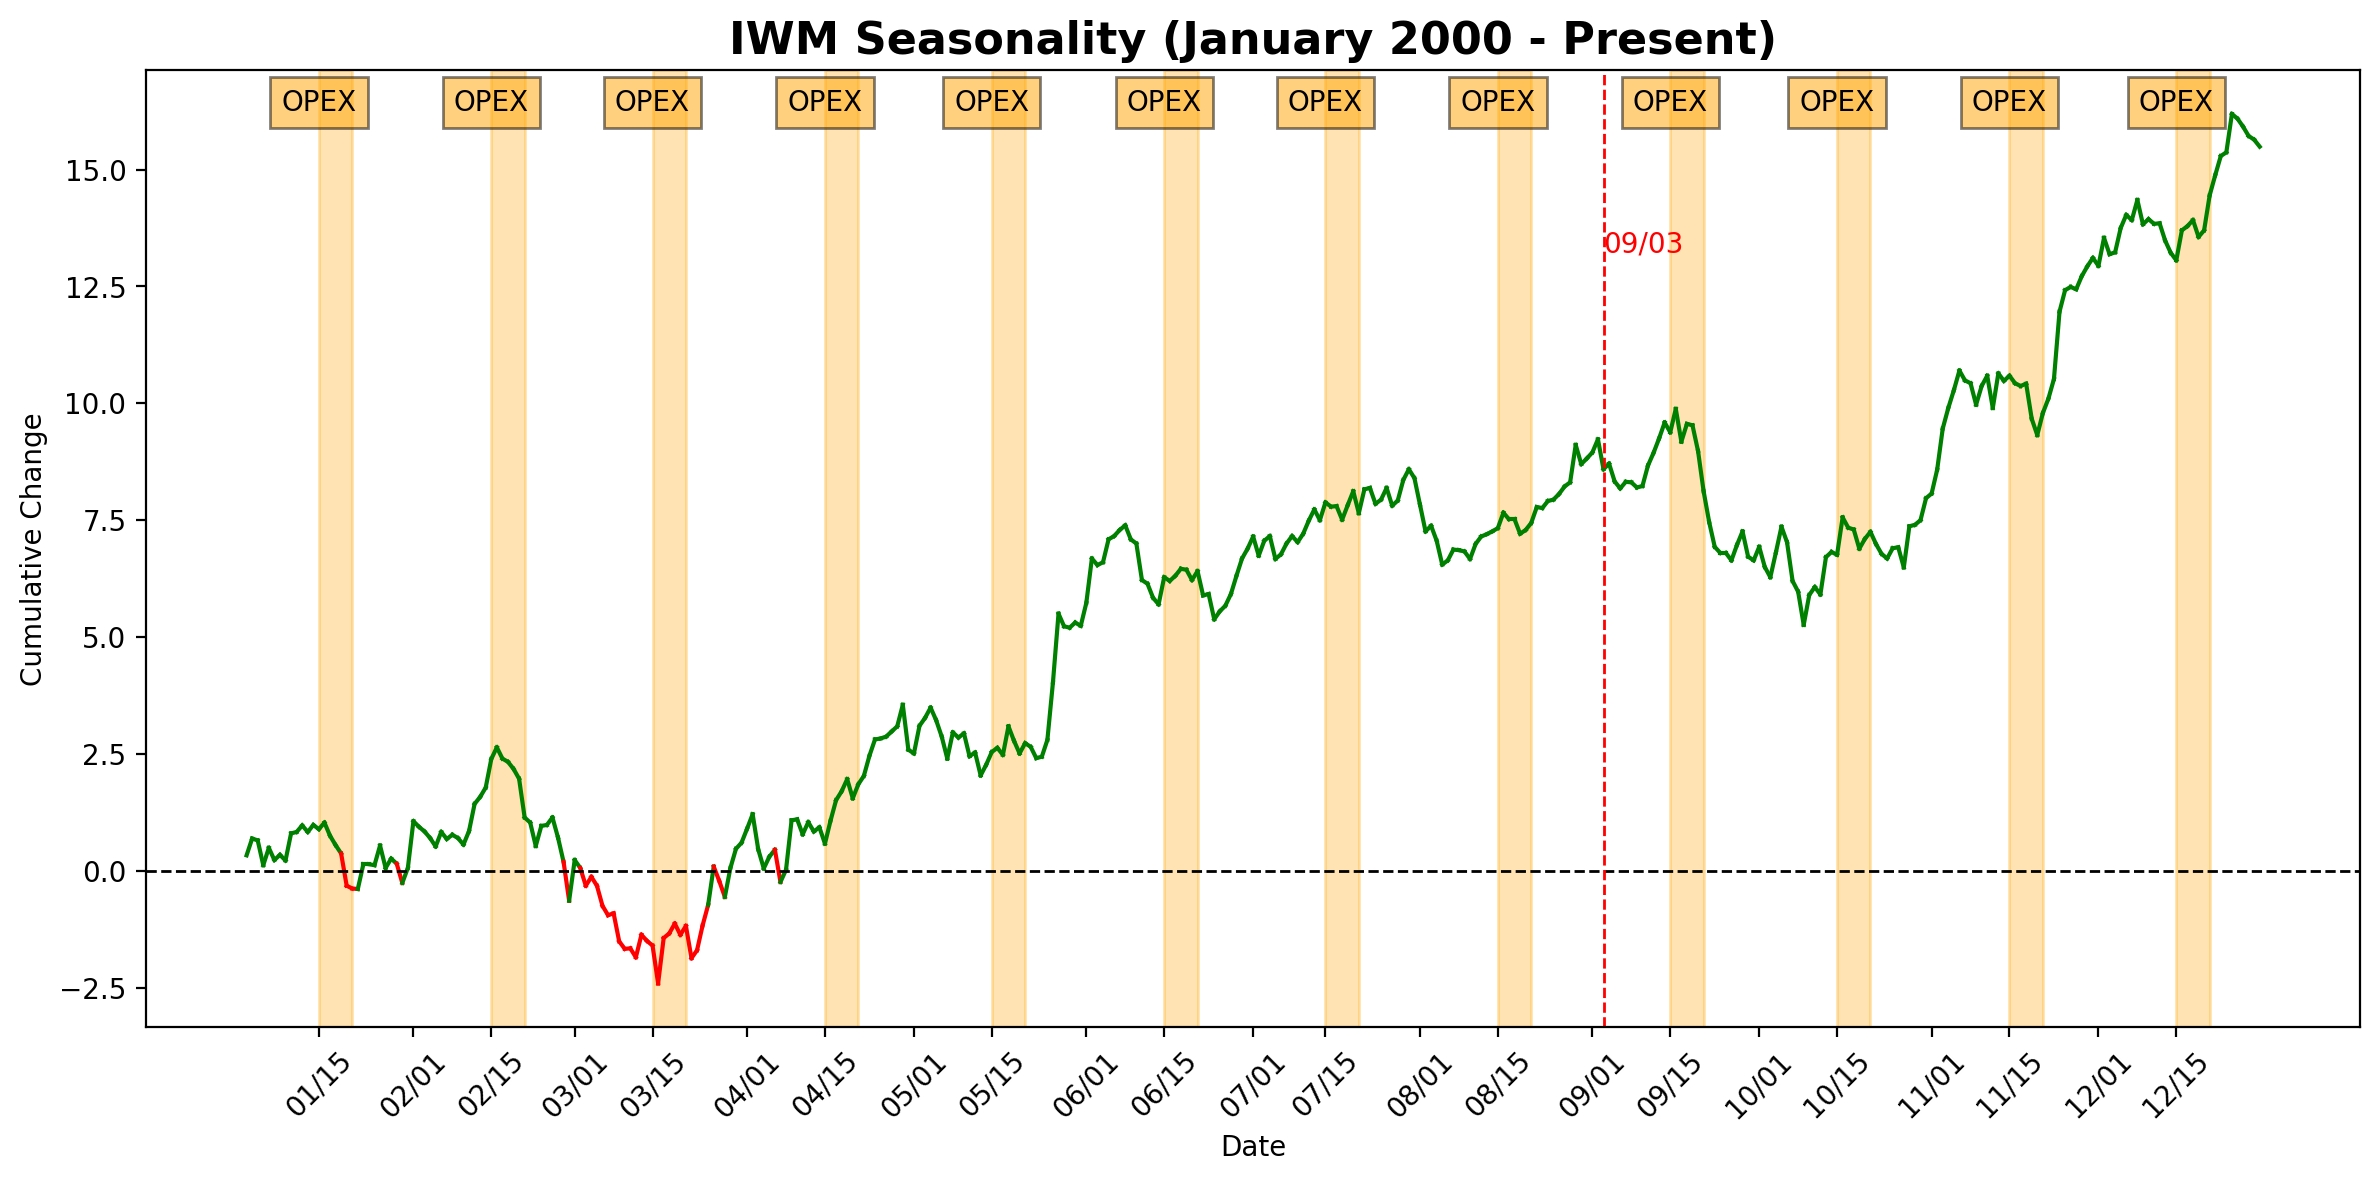 IWM Seasonality (January 2000 - Present)
OPEX OPEX OPEX OPEX OPEX OPEX OPEX OPEX OPEX OPEX OPEX OPEX
15.0
09/03
12.5
10.0
7.5
5.0
2.5
0.0
−2.5
Cumulative Change
01/15 02/01 02/15 03/01 03/15 04/01 04/15 05/01 05/15 06/01 06/15 07/01 07/15 08/01 08/15 09/01 09/15 10/01 10/15 11/01 11/15 12/01 12/15
Date